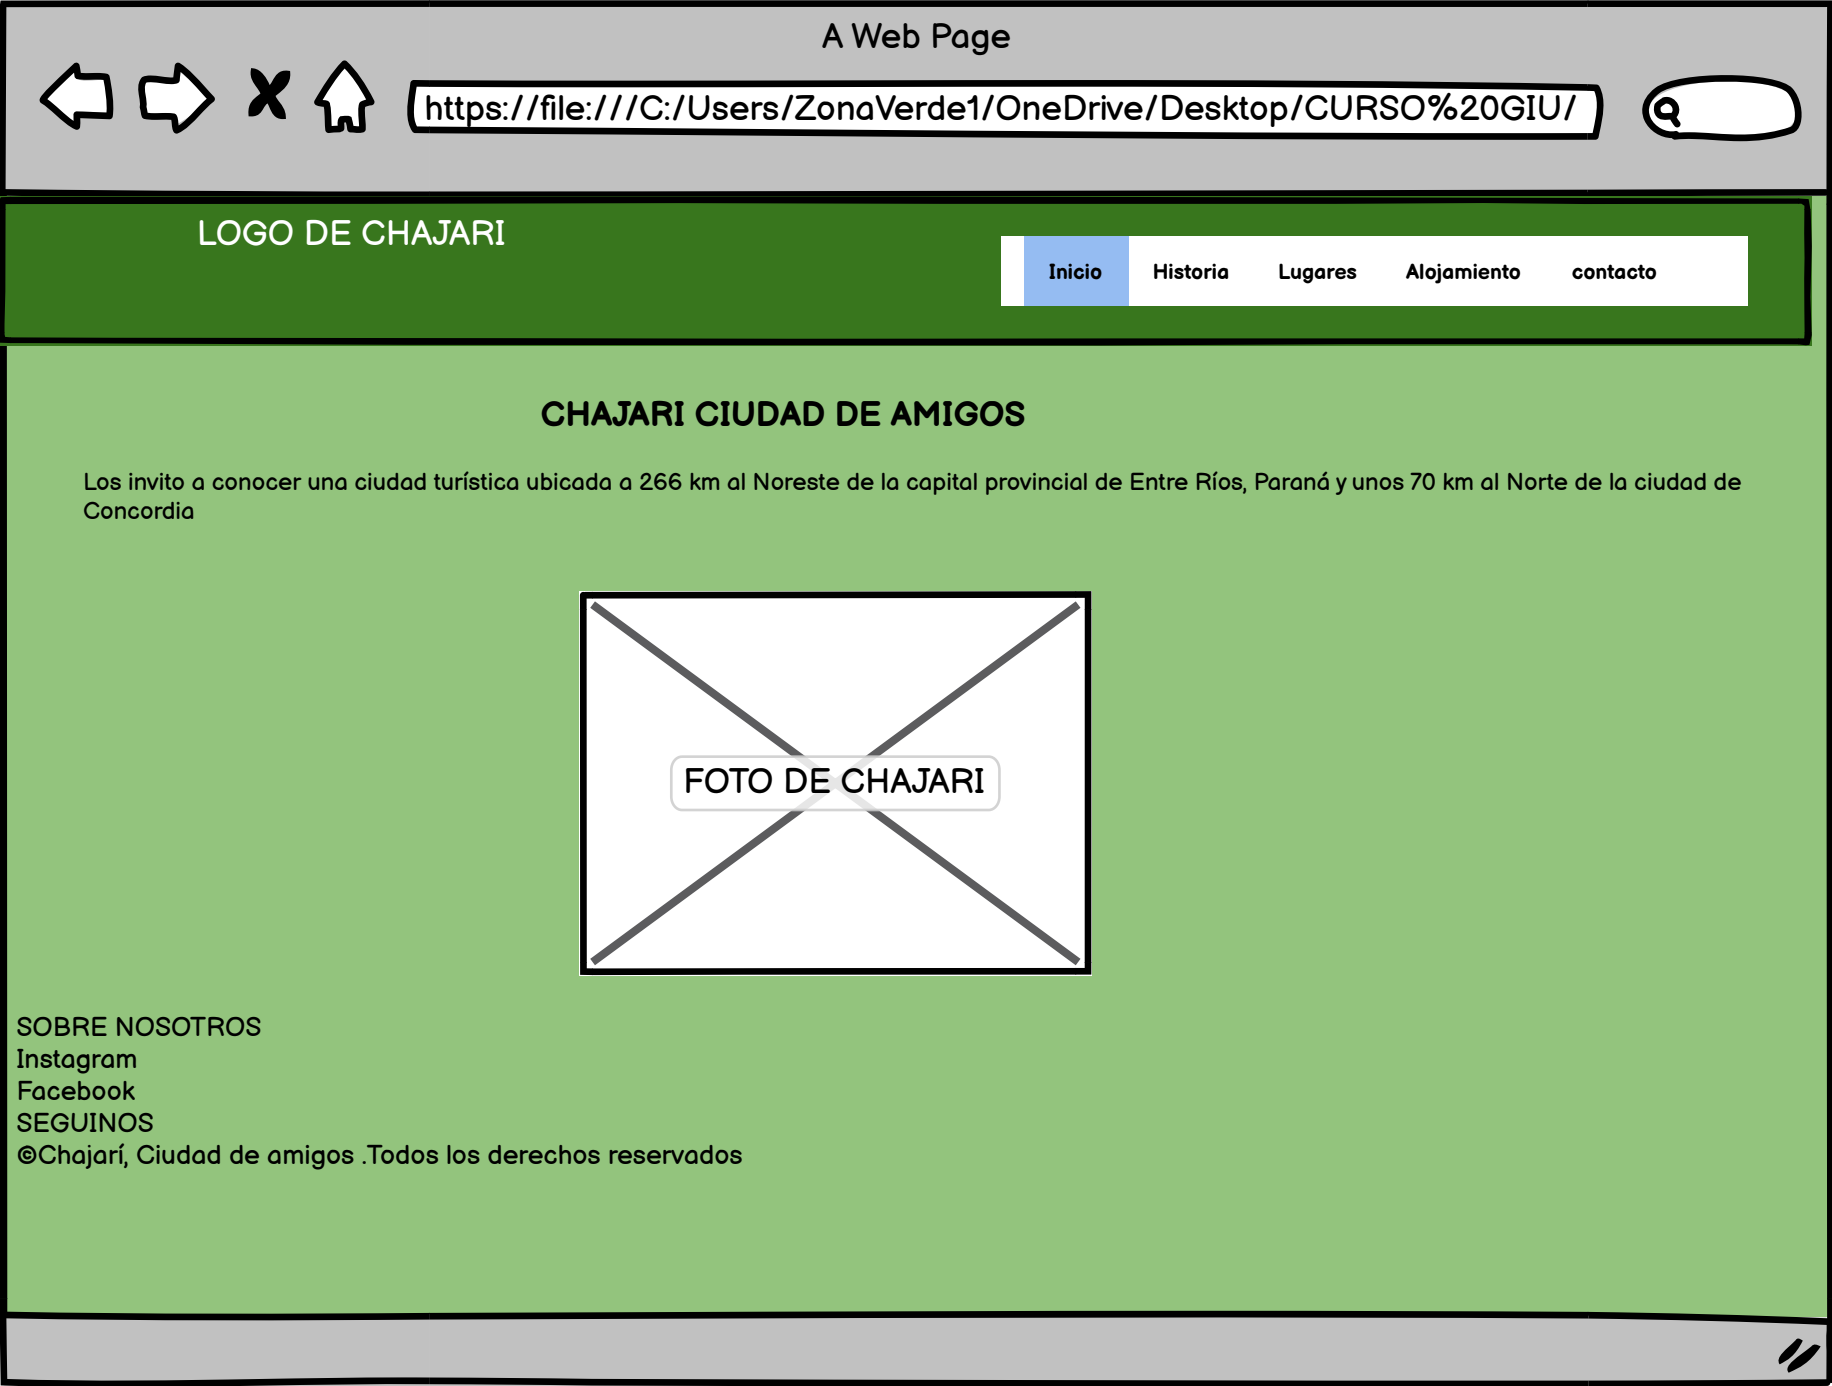 A Web Page
https://file:///C:/Users/ZonaVerde1/OneDrive/Desktop/CURSO%20GIU/
LOGO DE CHAJARI
Inicio Historia Lugares Alojamiento contacto
CHAJARI CIUDAD DE AMIGOS
Los invito a conocer una ciudad turística ubicada a 266 km al Noreste de la capital provincial de Entre Ríos, Paraná y unos 70 km al Norte de la ciudad de
Concordia
FOTO DE CHAJARI
SOBRE NOSOTROS
Instagram
Facebook
SEGUINOS
©Chajarí, Ciudad de amigos .Todos los derechos reservados